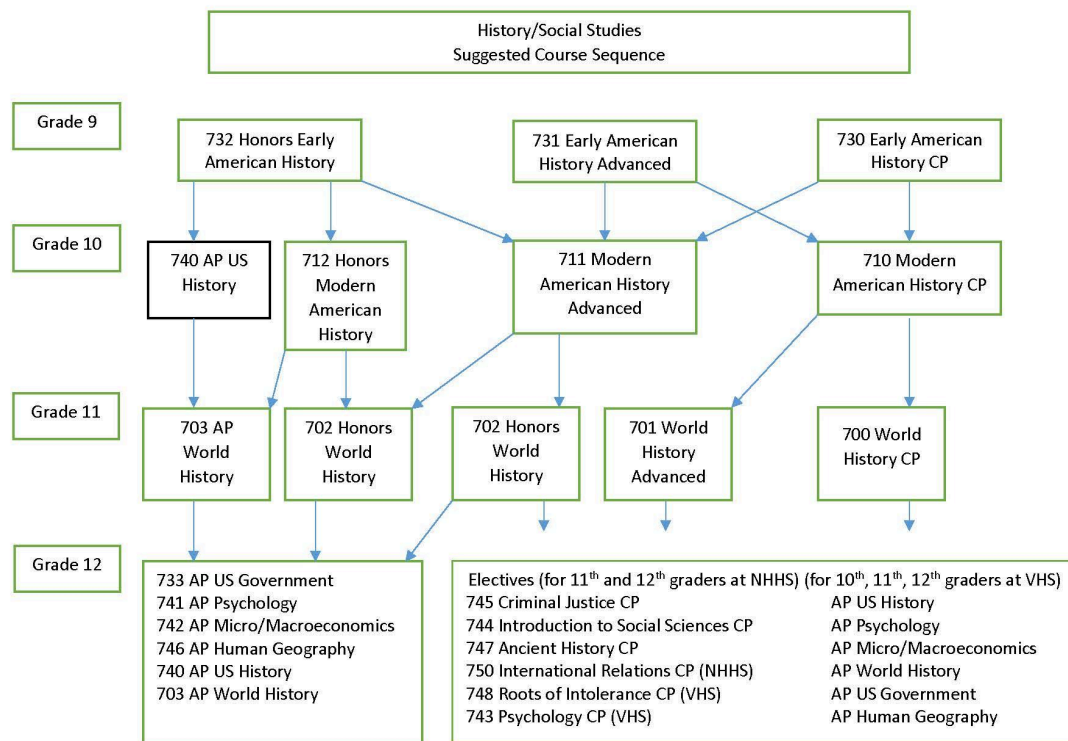 History/Social Studies
Suggested Course Sequence
Grade 9
732 Honors Early
American History
731 Early American
History Advanced
730 Early American
History CP
Grade 10
740 AP US
History
712 Honors
Modern
American
History
711 Modern
American History
Advanced
710 Modern
American History CP
Grade 11
703 AP
World
History
702 Honors
World
History
702 Honors
World
History
701 World
History
Advanced
700 World
History CP
Grade 12
733 AP US Government
741 AP Psychology
742 AP Micro/Macroeconomics
746 AP Human Geography
740 AP US History
703 AP World History
Electives (for 11th and 12th graders at NHHS) (for 10th, 11th, 12th graders at VHS)
745 Criminal Justice CP
744 Introduction to Social Sciences CP
747 Ancient History CP
750 International Relations CP (NHHS)
748 Roots of Intolerance CP (VHS)
743 Psychology CP (VHS)
AP US History
AP Psychology
AP Micro/Macroeconomics
AP World History
AP US Government
AP Human Geography